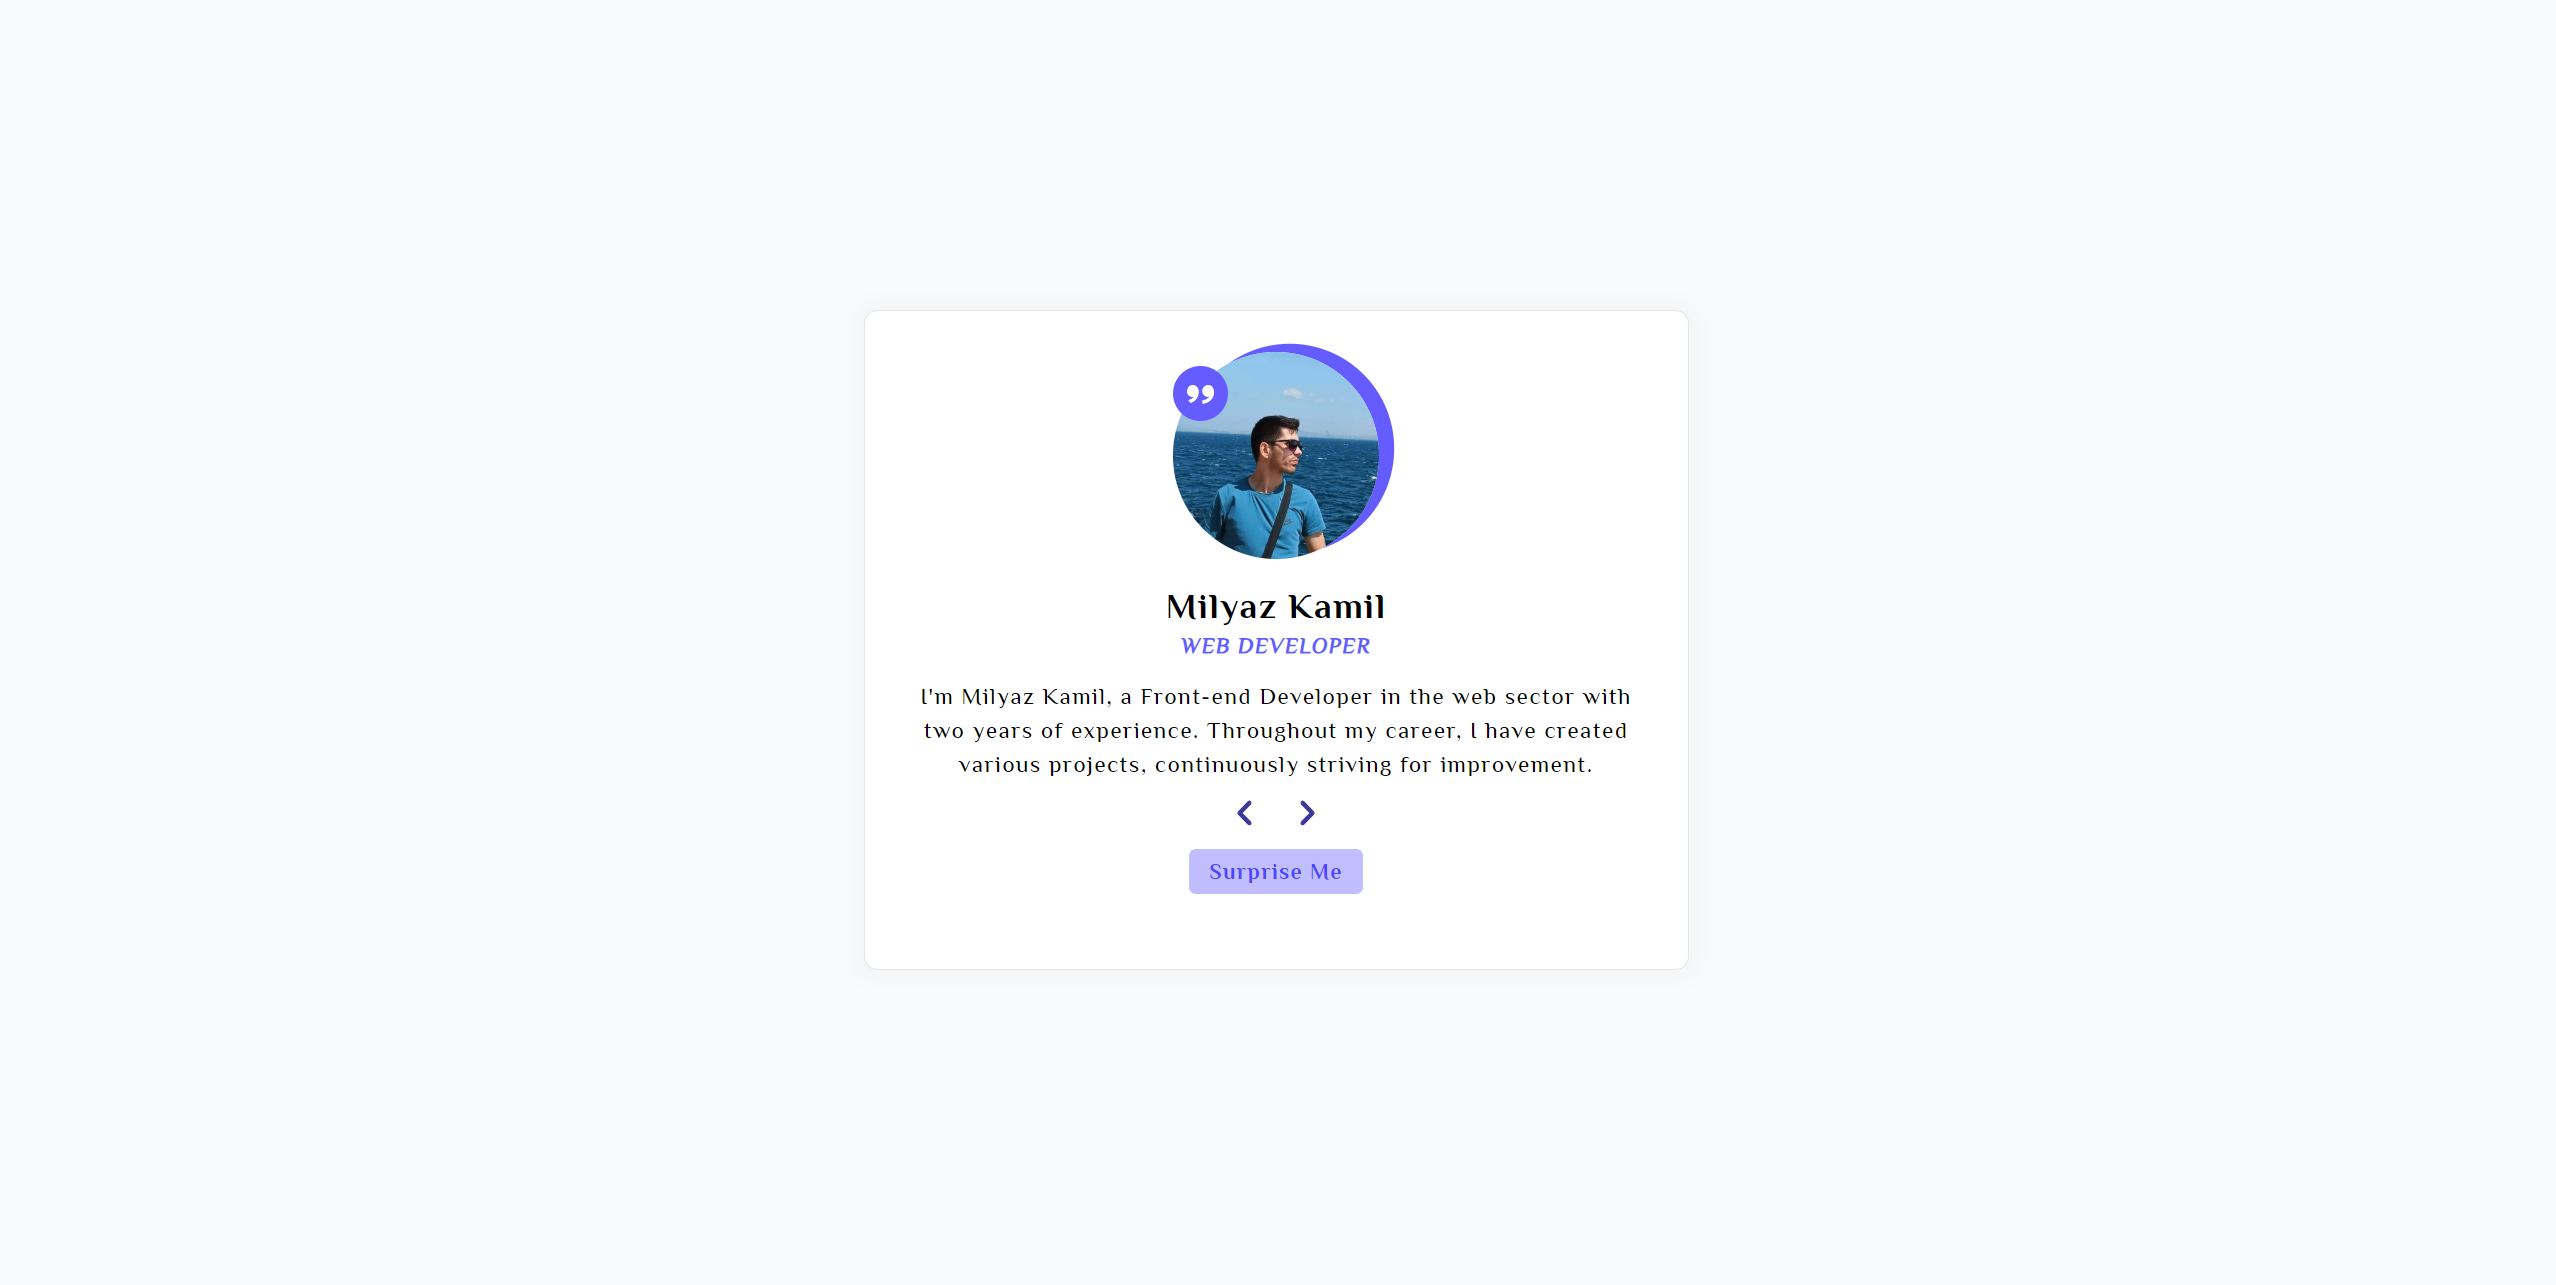 Milyaz Kamil
WEB DEVELOPER
I'm Milyaz Kamil, a Front-end Developer in the web sector with
two years of experience. Throughout my career, I have created
various projects, continuously striving for improvement.
Surprise Me